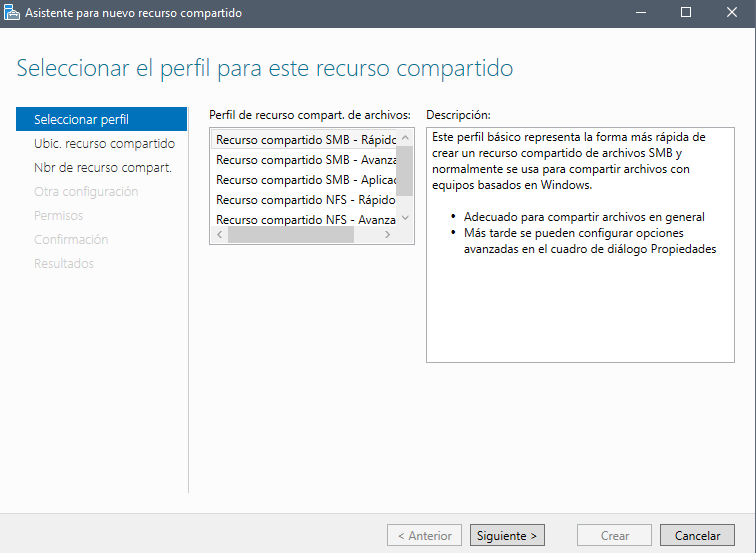 Asistente para nuevo recurso compartido
Seleccionar el perfil para este recurso compartido
Seleccionar perfil
Ubic. recurso compartido
Nbr de recurso compart.
Otra configuración
Permisos
Confirmación
Resultados
Perfil de recurso compart. de archivos:
Recurso compartido SMB - Rápido
Recurso compartido SMB - Avanza
Recurso compartido SMB - Aplicac
Recurso compartido NFS - Rápido
Recurso compartido NFS - Avanza
Descripción:
Este perfil básico representa la forma más rápida de
crear un recurso compartido de archivos SMB y
normalmente se usa para compartir archivos con
equipos basados en Windows.
• Adecuado para compartir archivos en general
• Más tarde se pueden configurar opciones
avanzadas en el cuadro de diálogo Propiedades
< Anterior
Siguiente >
Crear
Cancelar